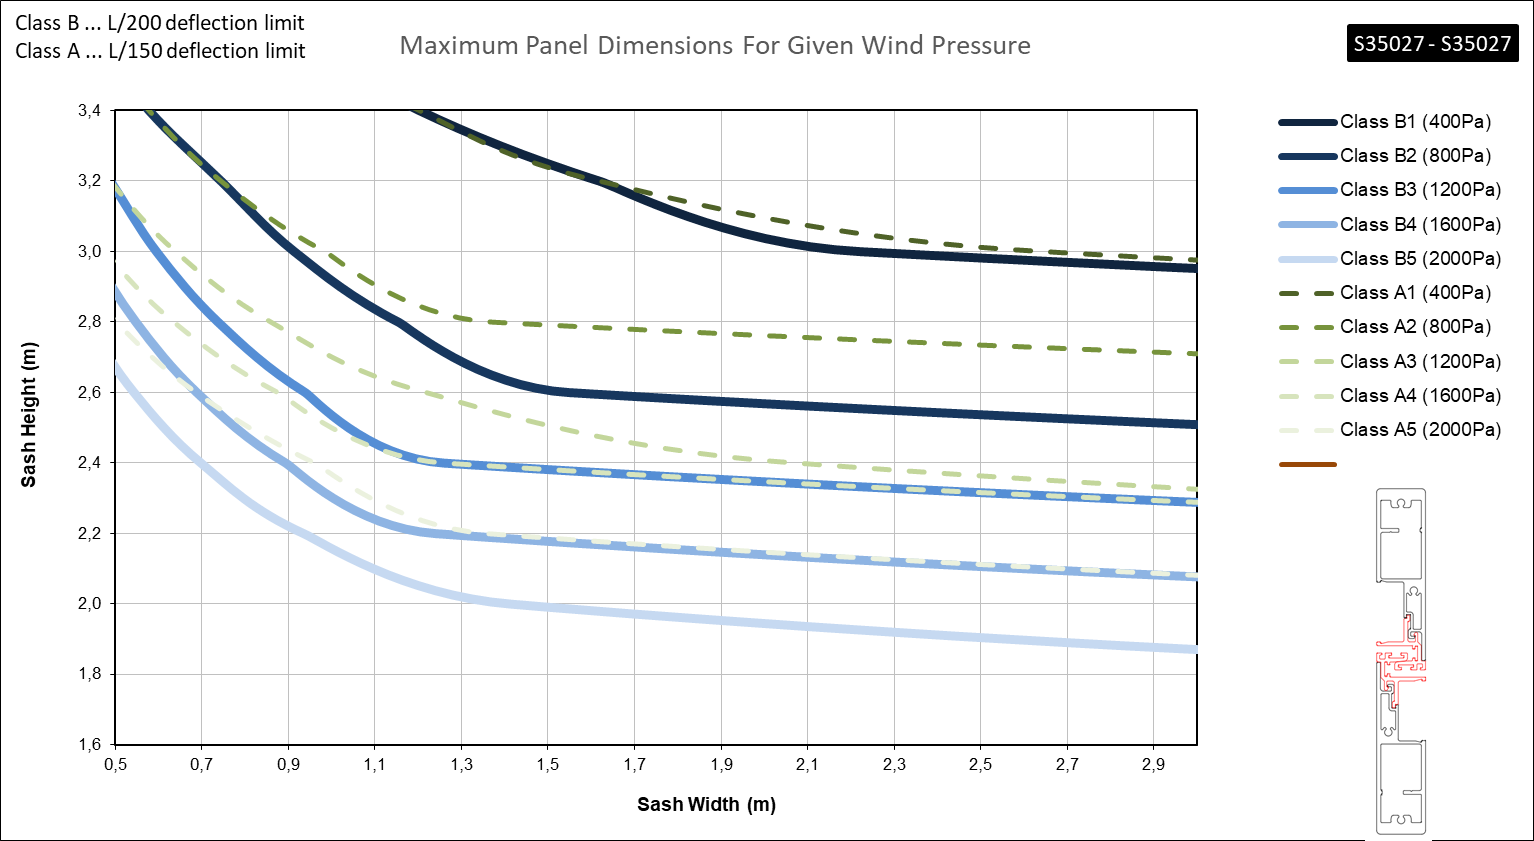 Class B ... L/200 deflection limit
Class A ... L/150 deflection limit
Maximum Panel Dimensions For Given Wind Pressure
S35027 - S35027
3,4
3,2
3,0
2,8
2,6
2,4
2,2
2,0
1,8
1,6
Sash Height (m)
0,5 0,7 0,9 1,1 1,3 1,5 1,7 1,9 2,1 2,3 2,5 2,7 2,9
Sash Width (m)
Class B1 (400Pa)
Class B2 (800Pa)
Class B3 (1200Pa)
Class B4 (1600Pa)
Class B5 (2000Pa)
Class A1 (400Pa)
Class A2 (800Pa)
Class A3 (1200Pa)
Class A4 (1600Pa)
Class A5 (2000Pa)